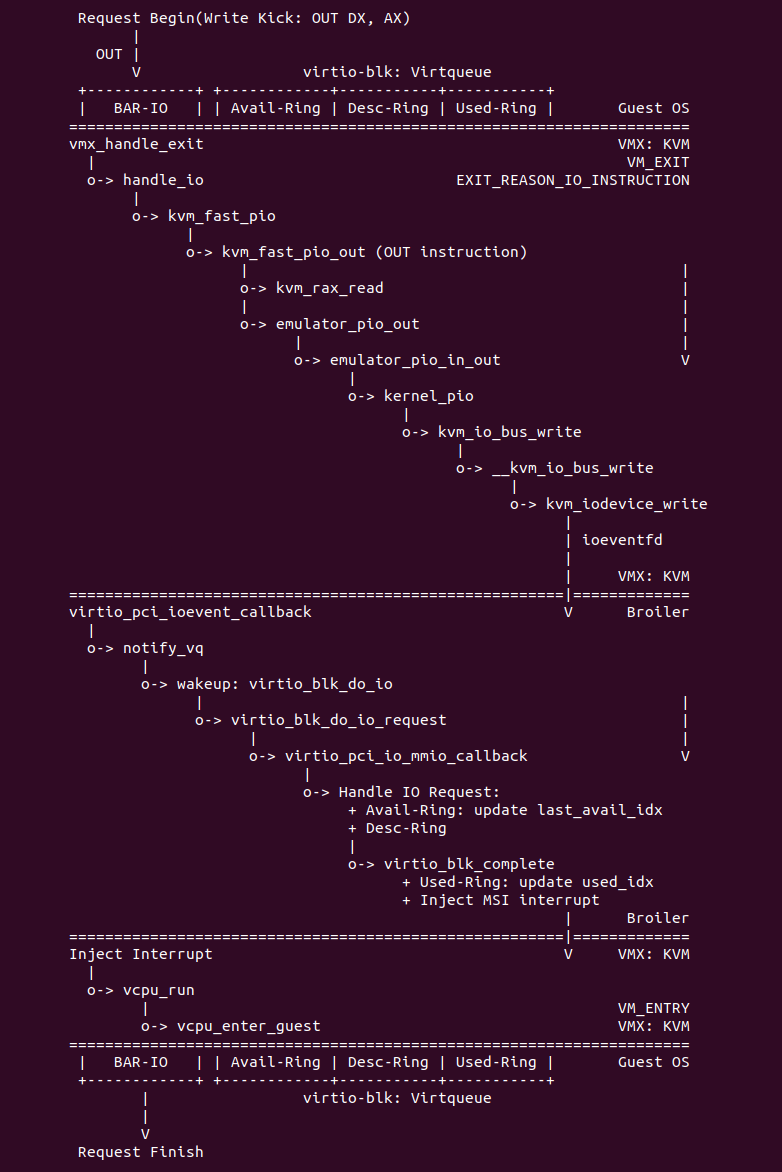 Request Begin(Write Kick: OUT DX, AX)
       |
   OUT |
       V                  virtio-blk: Virtqueue
 +------------+ +------------+-----------+-----------+
 |   BAR-IO   | | Avail-Ring | Desc-Ring | Used-Ring |       Guest OS
=====================================================================
vmx_handle_exit                                              VMX: KVM
  |                                                           VM_EXIT
  o-> handle_io                            EXIT_REASON_IO_INSTRUCTION
       |
       o-> kvm_fast_pio
             |
             o-> kvm_fast_pio_out (OUT instruction)
                   |                                                |
                   o-> kvm_rax_read                                 |
                   |                                                |
                   o-> emulator_pio_out                             |
                         |                                          |
                         o-> emulator_pio_in_out                    V
                               |
                               o-> kernel_pio
                                     |
                                     o-> kvm_io_bus_write
                                           |
                                           o-> __kvm_io_bus_write
                                                 |
                                                 o-> kvm_iodevice_write
                                                       |
                                                       | ioeventfd
                                                       |
                                                       |     VMX: KVM
=======================================================|=============
virtio_pci_ioevent_callback                            V      Broiler
  |
  o-> notify_vq
        |
        o-> wakeup: virtio_blk_do_io
              |                                                     |
              o-> virtio_blk_do_io_request                          |
                    |                                               |
                    o-> virtio_pci_io_mmio_callback                 V
                          |
                          o-> Handle IO Request:
                               + Avail-Ring: update last_avail_idx
                               + Desc-Ring
                               |
                               o-> virtio_blk_complete
                                     + Used-Ring: update used_idx
                                     + Inject MSI interrupt
                                                       |      Broiler
=======================================================|=============
Inject Interrupt                                       V     VMX: KVM
  |
  o-> vcpu_run
        |                                                    VM_ENTRY
        o-> vcpu_enter_guest                                 VMX: KVM
=====================================================================
 |   BAR-IO   | | Avail-Ring | Desc-Ring | Used-Ring |       Guest OS
 +------------+ +------------+-----------+-----------+
        |                 virtio-blk: Virtqueue
        |
        V
 Request Finish